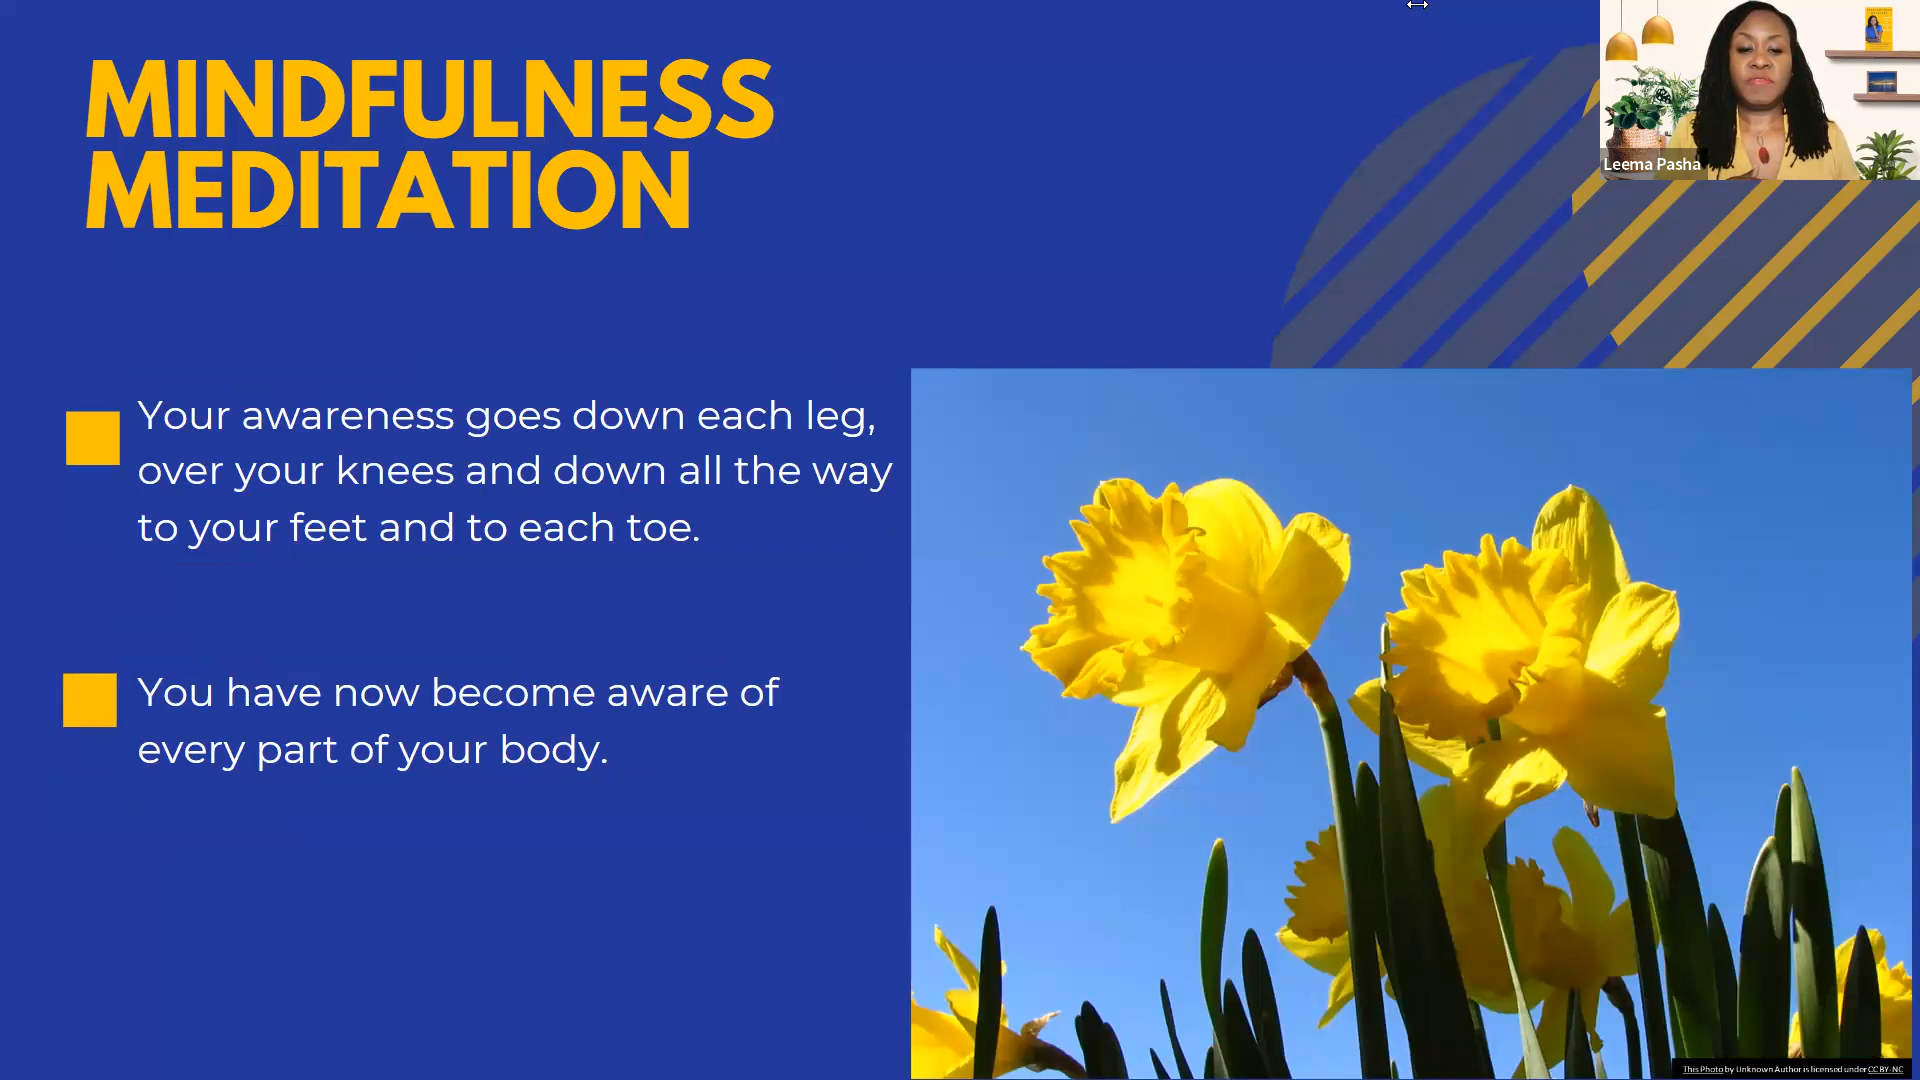 MINDFULNESS
MEDITATION
Leema Pasha
Your awareness goes down each leg,
over your knees and down all the way
to your feet and to each toe.
You have now become aware of
every part of your body.
This Photo by Unknown Author is licensed under CC BY-NC